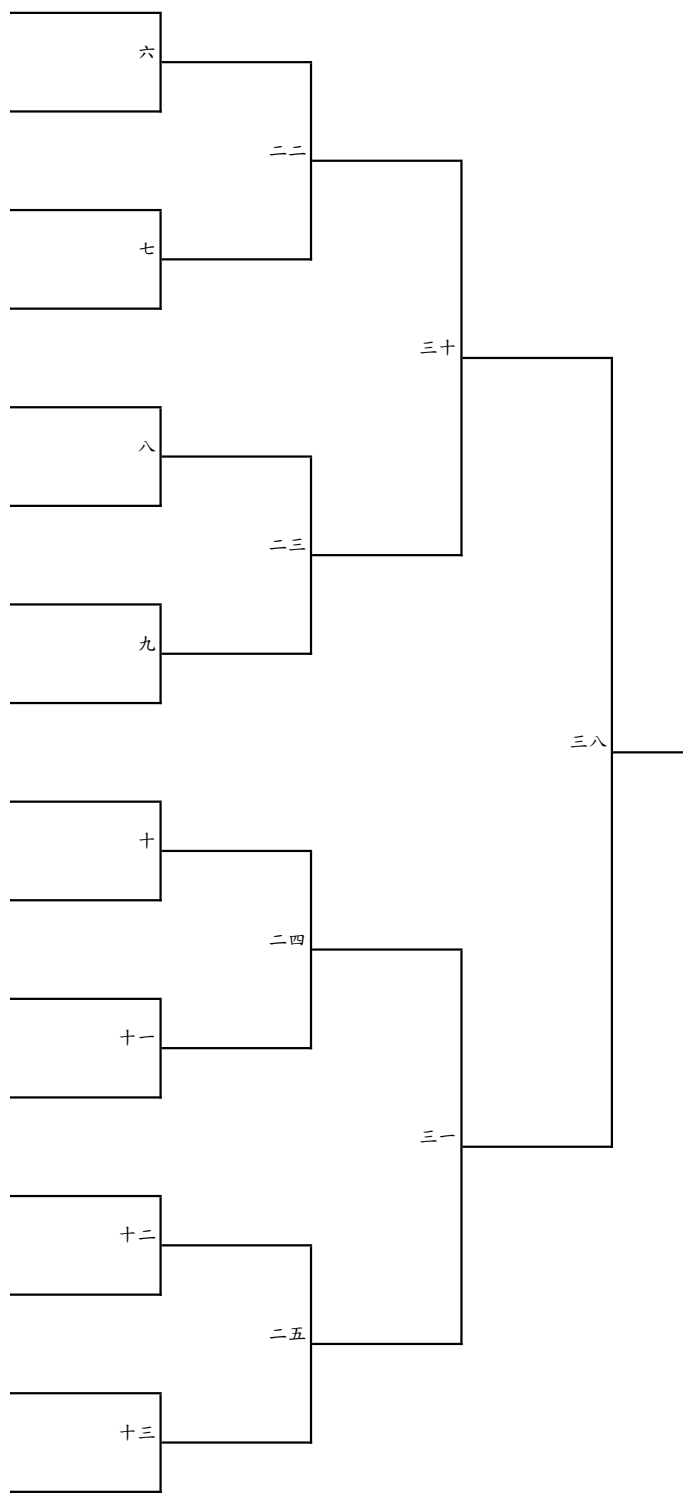 六
二二
七
三十
八
二三
九
三八
十
二四
十一
三一
十二
二五
十三